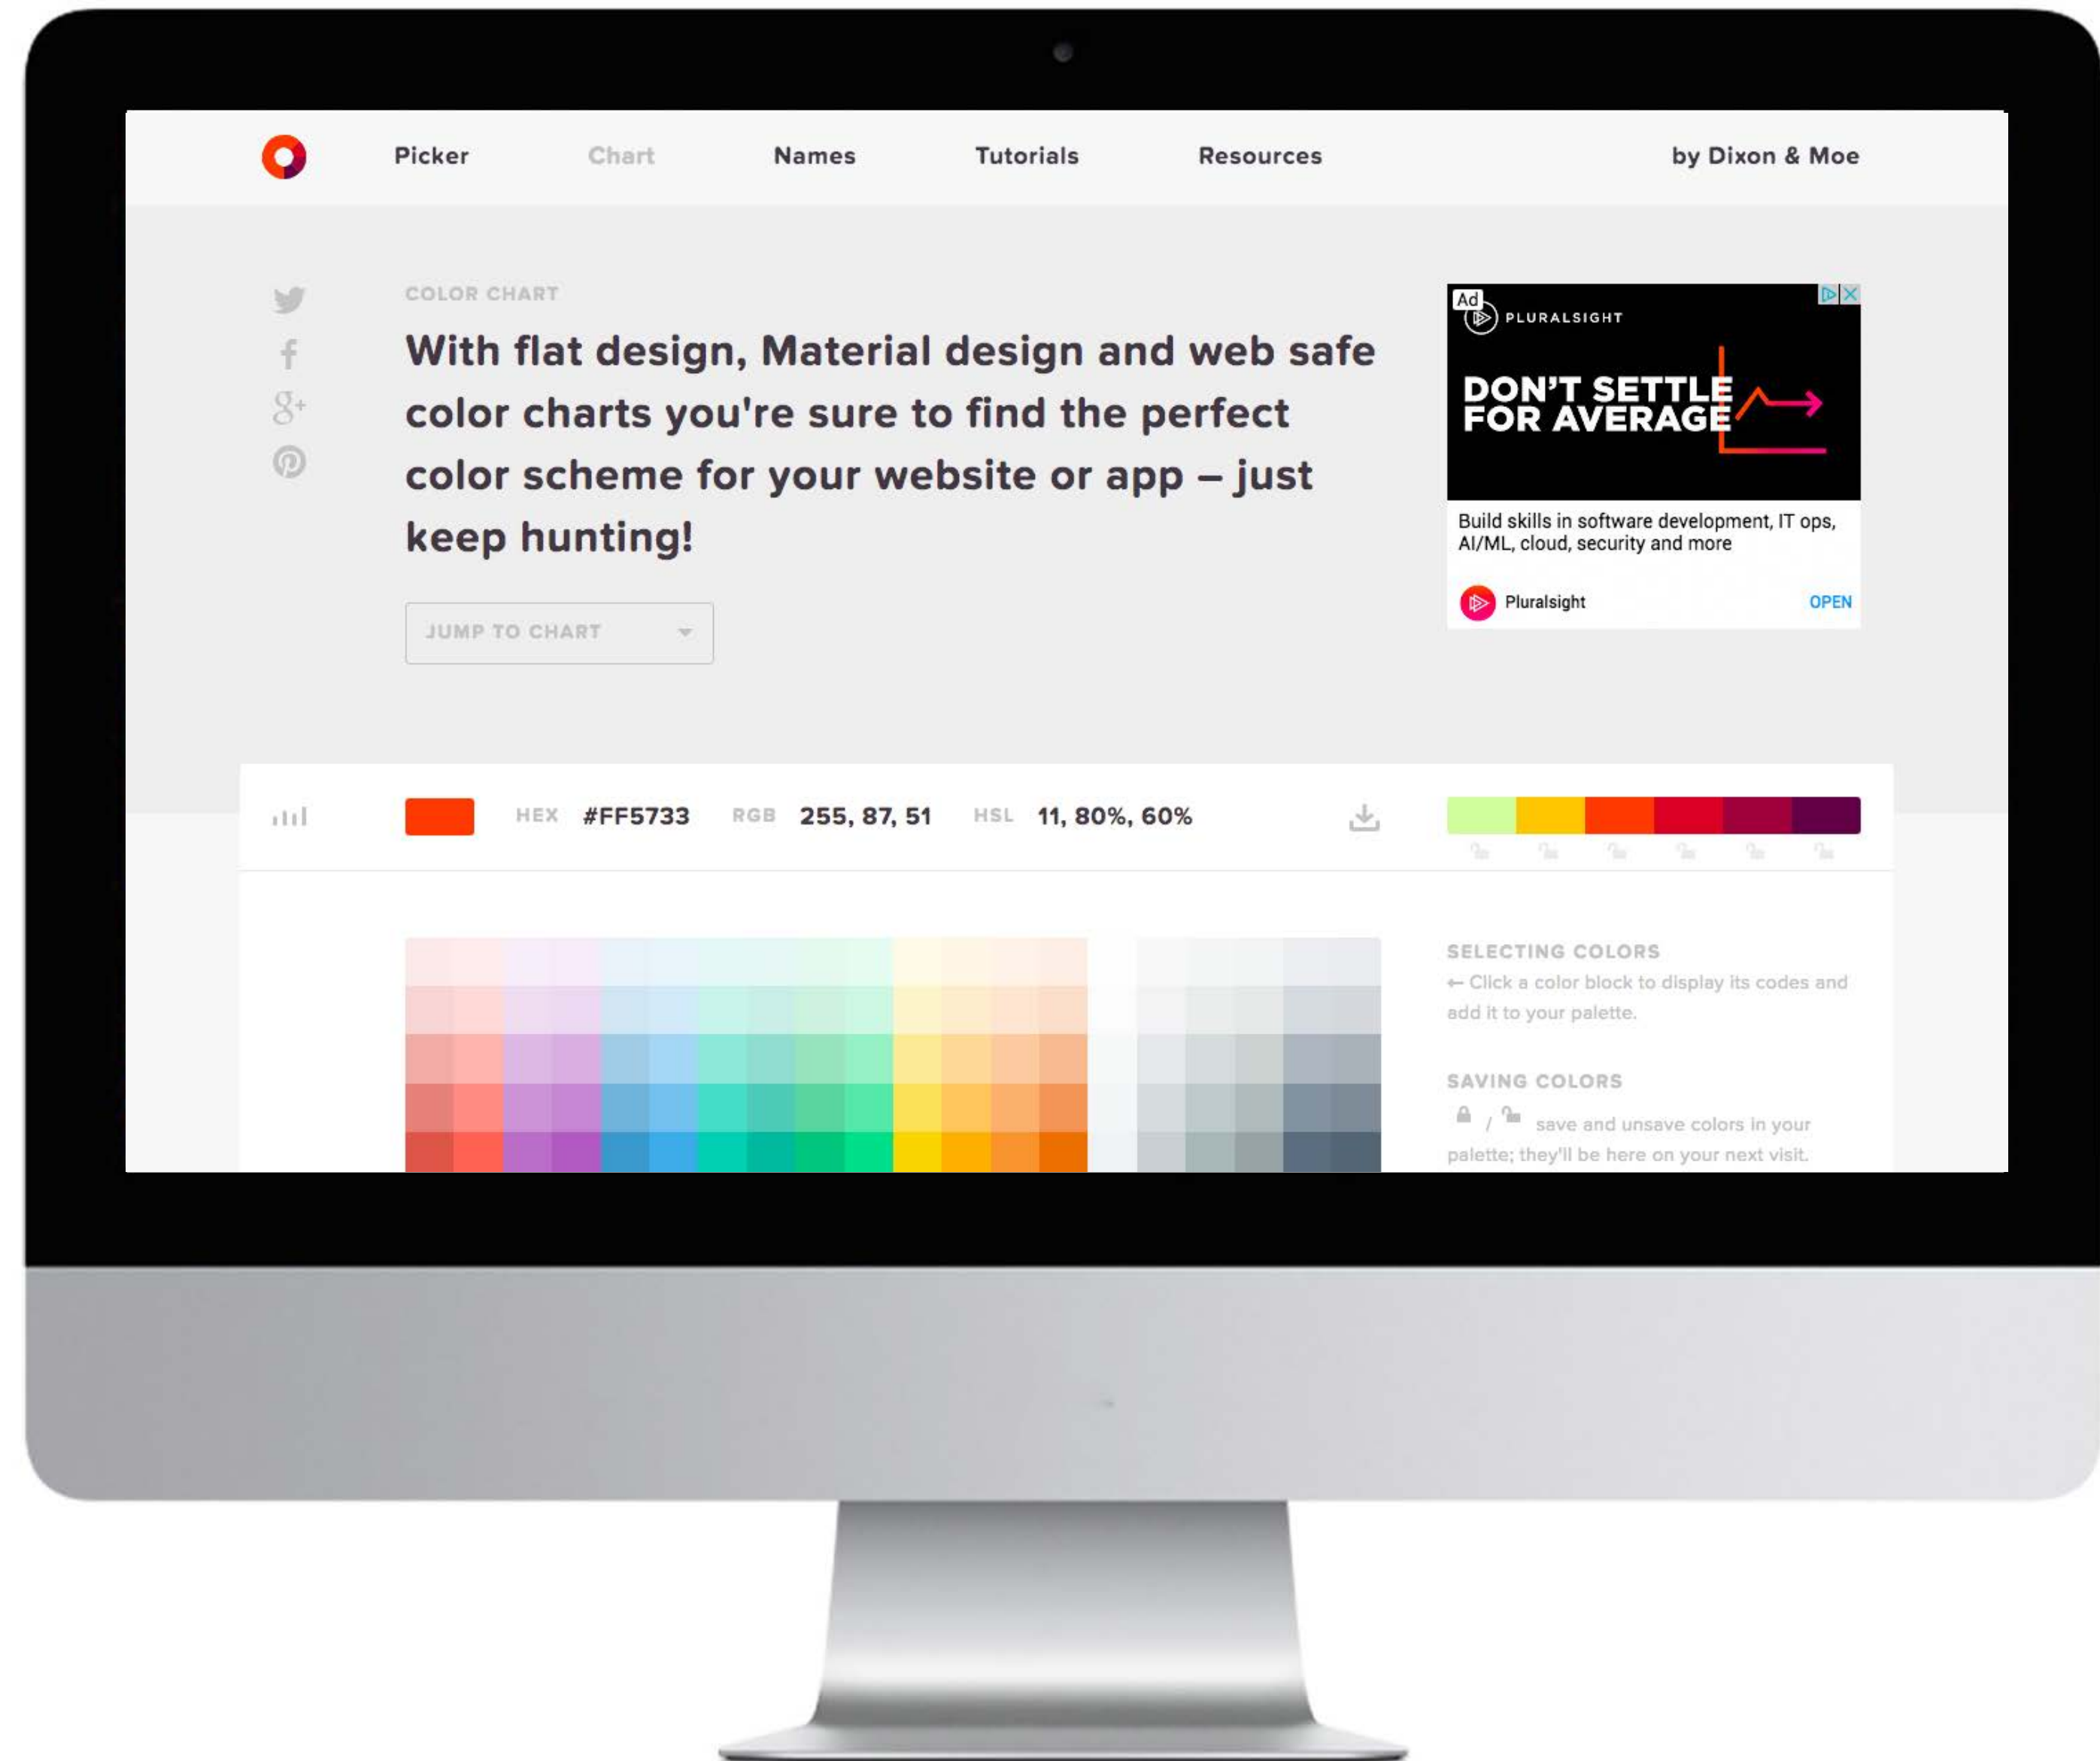 Picker Chart Names Tutorials Resources by Dixon & Moe
COLOR CHART
With flat design, Material design and web safe
color charts you're sure to find the perfect
color scheme for your website or app – just
keep hunting!
JUMP TO CHART
Ad
PLURALSIGHT
DON'T SETTLE
FOR AVERAGE
Build skills in software development, IT ops,
AI/ML, cloud, security and more
Pluralsight OPEN
HEX #FF5733 RGB 255, 87, 51 HSL 11, 80%, 60%
SELECTING COLORS
← Click a color block to display its codes and
add it to your palette.
SAVING COLORS
/ save and unsave colors in your
palette; they'll be here on your next visit.